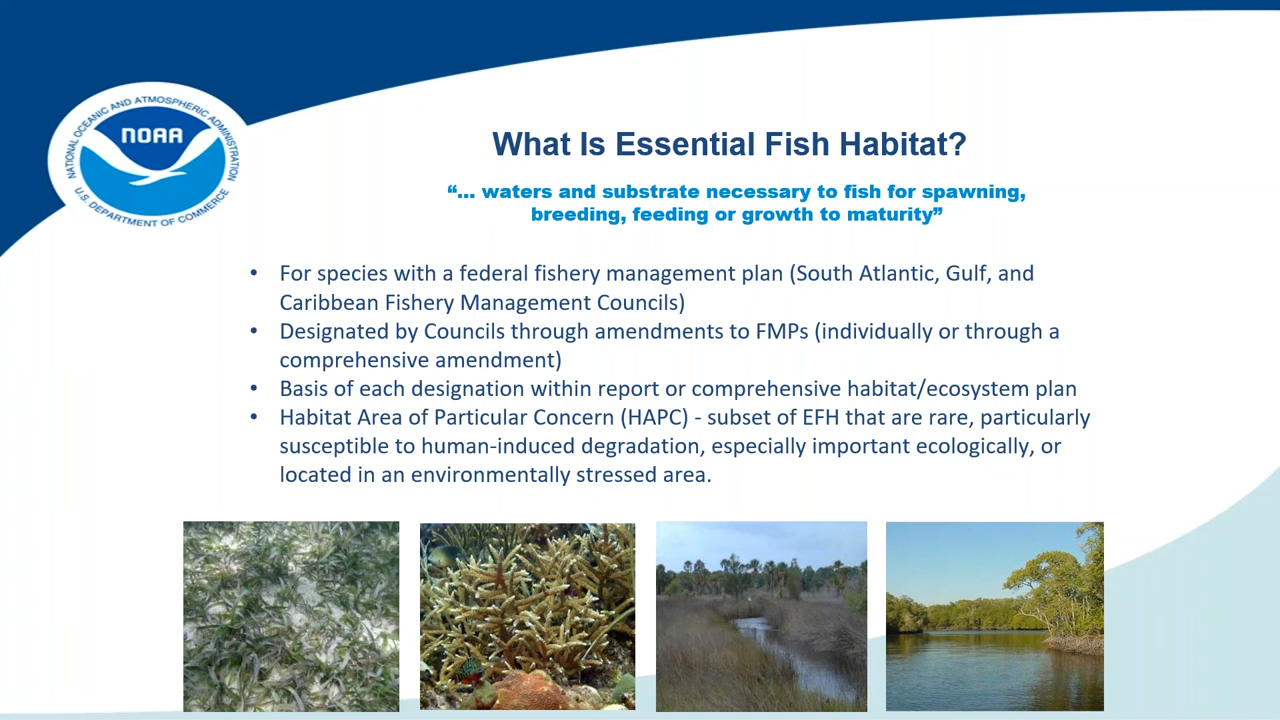 NATIONAL OCEANIC AND ATMOSPHERIC ADMINISTRATION
NOAA
U.S. DEPARTMENT OF COMMERCE
What Is Essential Fish Habitat?
“... waters and substrate necessary to fish for spawning,
breeding, feeding or growth to maturity”
• For species with a federal fishery management plan (South Atlantic, Gulf, and
Caribbean Fishery Management Councils)
• Designated by Councils through amendments to FMPs (individually or through a
comprehensive amendment)
• Basis of each designation within report or comprehensive habitat/ecosystem plan
• Habitat Area of Particular Concern (HAPC) - subset of EFH that are rare, particularly
susceptible to human-induced degradation, especially important ecologically, or
located in an environmentally stressed area.